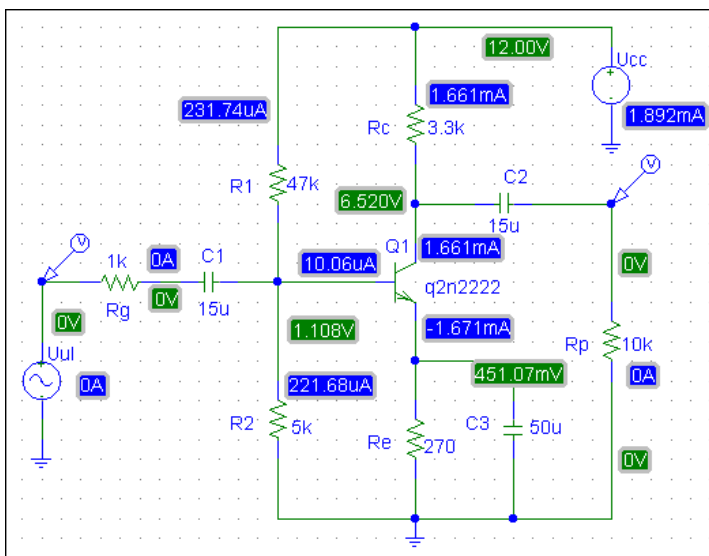 12.00V
Ucc
1.892mA
1.661mA
Rc
3.3k
231.74uA
R1
47k
C2
15u
6.520V
V
V
Q1
1.661mA
q2n2222
10.06uA
1k
0A
C1
Rg
0V
15u
0V
1.108V
-1.671mA
0V
Rp
10k
Uul
0A
221.68uA
451.07mV
0A
R2
5k
Re
270
C3
50u
0V
+
-